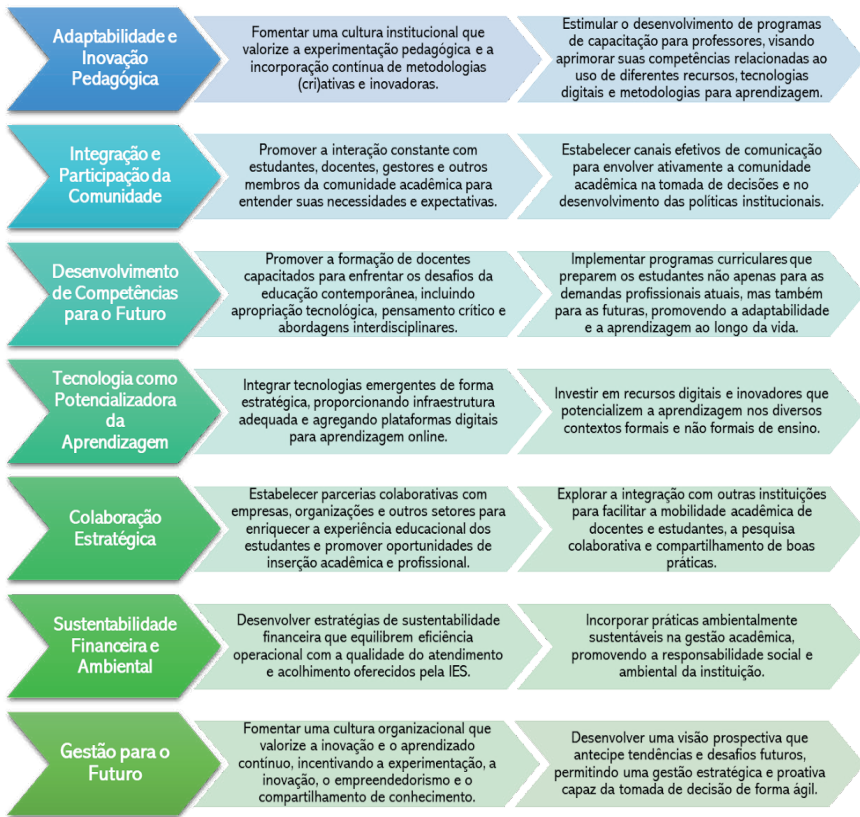 Adaptabilidade e
Inovação
Pedagógica
Fomentar uma cultura institucional que
valorize a experimentação pedagógica e a
incorporação contínua de metodologias
(cri)ativas e inovadoras.
Estimular o desenvolvimento de programas
de capacitação para professores, visando
aprimorar suas competências relacionadas ao
uso de diferentes recursos, tecnologias
digitais e metodologias para aprendizagem.
Integração e
Participação da
Comunidade
Promover a interação constante com
estudantes, docentes, gestores e outros
membros da comunidade acadêmica para
entender suas necessidades e expectativas.
Estabelecer canais efetivos de comunicação
para envolver ativamente a comunidade
acadêmica na tomada de decisões e no
desenvolvimento das políticas institucionais.
Desenvolvimento
de Competências
para o Futuro
Promover a formação de docentes
capacitados para enfrentar os desafios da
educação contemporânea, incluindo
apropriação tecnológica, pensamento crítico e
abordagens interdisciplinares.
Implementar programas curriculares que
preparem os estudantes não apenas para as
demandas profissionais atuais, mas também
para as futuras, promovendo a adaptabilidade
e a aprendizagem ao longo da vida.
Tecnologia como
Potencializadora
da
Aprendizagem
Integrar tecnologias emergentes de forma
estratégica, proporcionando infraestrutura
adequada e agregando plataformas digitais
para aprendizagem online.
Investir em recursos digitais e inovadores que
potencializem a aprendizagem nos diversos
contextos formais e não formais de ensino.
Colaboração
Estratégica
Estabelecer parcerias colaborativas com
empresas, organizações e outros setores para
enriquecer a experiência educacional dos
estudantes e promover oportunidades de
inserção acadêmica e profissional.
Explorar a integração com outras instituições
para facilitar a mobilidade acadêmica de
docentes e estudantes, a pesquisa
colaborativa e compartilhamento de boas
práticas.
Sustentabilidade
Financeira e
Ambiental
Desenvolver estratégias de sustentabilidade
financeira que equilibrem eficiência
operacional com a qualidade do atendimento
e acolhimento oferecidos pela IES.
Incorporar práticas ambientalmente
sustentáveis na gestão acadêmica,
promovendo a responsabilidade social e
ambiental da instituição.
Gestão para o
Futuro
Fomentar uma cultura organizacional que
valorize a inovação e o aprendizado
contínuo, incentivando a experimentação, a
inovação, o empreendedorismo e o
compartilhamento de conhecimento.
Desenvolver uma visão prospectiva que
antecipe tendências e desafios futuros,
permitindo uma gestão estratégica e proativa
capaz da tomada de decisão de forma ágil.